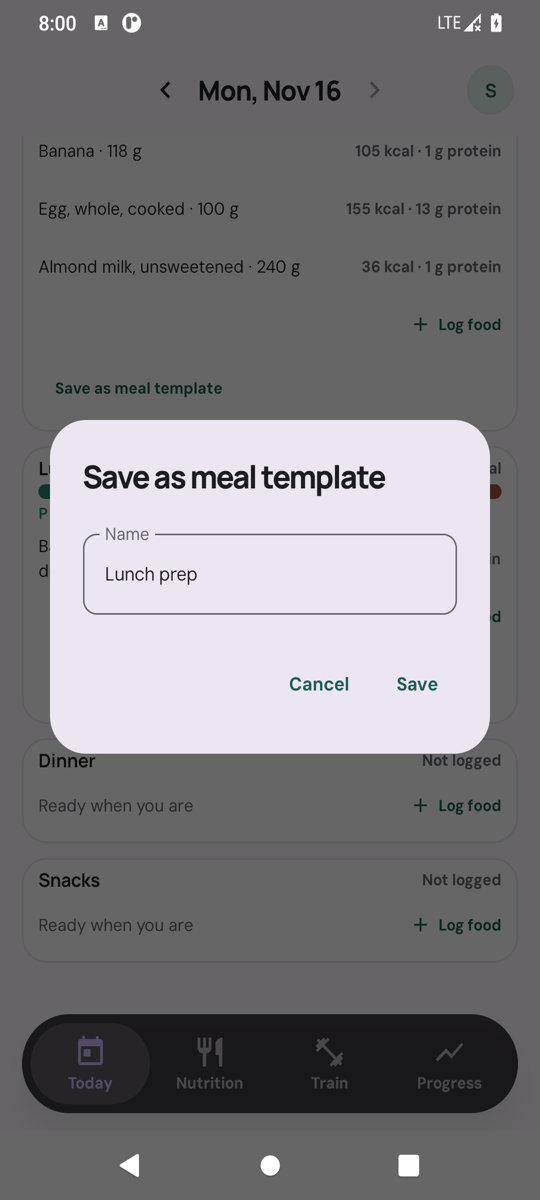 8:00
LTE
Mon, Nov 16
S
Banana · 118 g
105 kcal · 1 g protein
Egg, whole, cooked · 100 g
155 kcal · 13 g protein
Almond milk, unsweetened · 240 g
36 kcal · 1 g protein
+ Log food
Save as meal template
Save as meal template
Name
Lunch prep
Cancel
Save
Dinner
Not logged
Ready when you are
+ Log food
Snacks
Not logged
Ready when you are
+ Log food
Today
Nutrition
Train
Progress